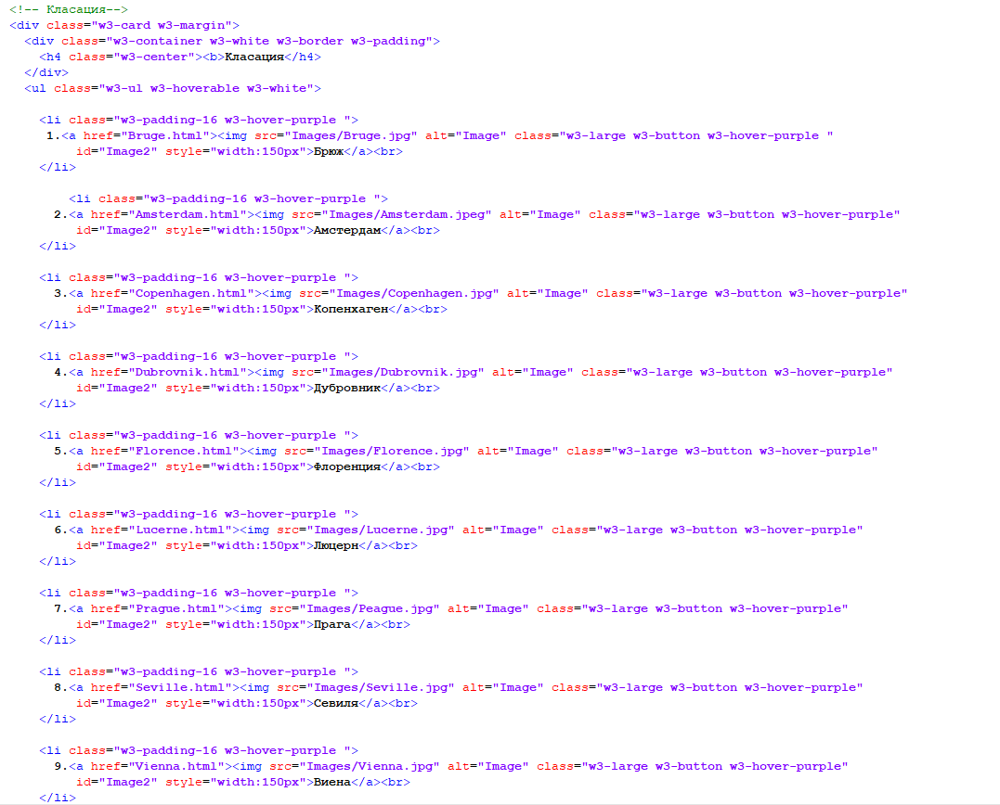 <!-- Класация-->
<div class="w3-card w3-margin">
<div class="w3-container w3-white w3-border w3-padding">
<h4 class="w3-center"><b>Класация</h4>
</div>
<ul class="w3-ul w3-hoverable w3-white">
<li class="w3-padding-16 w3-hover-purple ">
1.<a href="Bruge.html"><img src="Images/Bruge.jpg" alt="Image" class="w3-large w3-button w3-hover-purple "
id="Image2" style="width:150px">Брюж</a><br>
</li>
<li class="w3-padding-16 w3-hover-purple ">
2.<a href="Amsterdam.html"><img src="Images/Amsterdam.jpeg" alt="Image" class="w3-large w3-button w3-hover-purple"
id="Image2" style="width:150px">Амстердам</a><br>
</li>
<li class="w3-padding-16 w3-hover-purple ">
3.<a href="Copenhagen.html"><img src="Images/Copenhagen.jpg" alt="Image" class="w3-large w3-button w3-hover-purple"
id="Image2" style="width:150px">Копенхаген</a><br>
</li>
<li class="w3-padding-16 w3-hover-purple ">
4.<a href="Dubrovnik.html"><img src="Images/Dubrovnik.jpg" alt="Image" class="w3-large w3-button w3-hover-purple"
id="Image2" style="width:150px">Дубровник</a><br>
</li>
<li class="w3-padding-16 w3-hover-purple ">
5.<a href="Florence.html"><img src="Images/Florence.jpg" alt="Image" class="w3-large w3-button w3-hover-purple"
id="Image2" style="width:150px">Флоренция</a><br>
</li>
<li class="w3-padding-16 w3-hover-purple ">
6.<a href="Lucerne.html"><img src="Images/Lucerne.jpg" alt="Image" class="w3-large w3-button w3-hover-purple"
id="Image2" style="width:150px">Люцерн</a><br>
</li>
<li class="w3-padding-16 w3-hover-purple ">
7.<a href="Prague.html"><img src="Images/Peague.jpg" alt="Image" class="w3-large w3-button w3-hover-purple"
id="Image2" style="width:150px">Прага</a><br>
</li>
<li class="w3-padding-16 w3-hover-purple ">
8.<a href="Seville.html"><img src="Images/Seville.jpg" alt="Image" class="w3-large w3-button w3-hover-purple"
id="Image2" style="width:150px">Севиля</a><br>
</li>
<li class="w3-padding-16 w3-hover-purple ">
9.<a href="Vienna.html"><img src="Images/Vienna.jpg" alt="Image" class="w3-large w3-button w3-hover-purple"
id="Image2" style="width:150px">Виена</a><br>
</li>